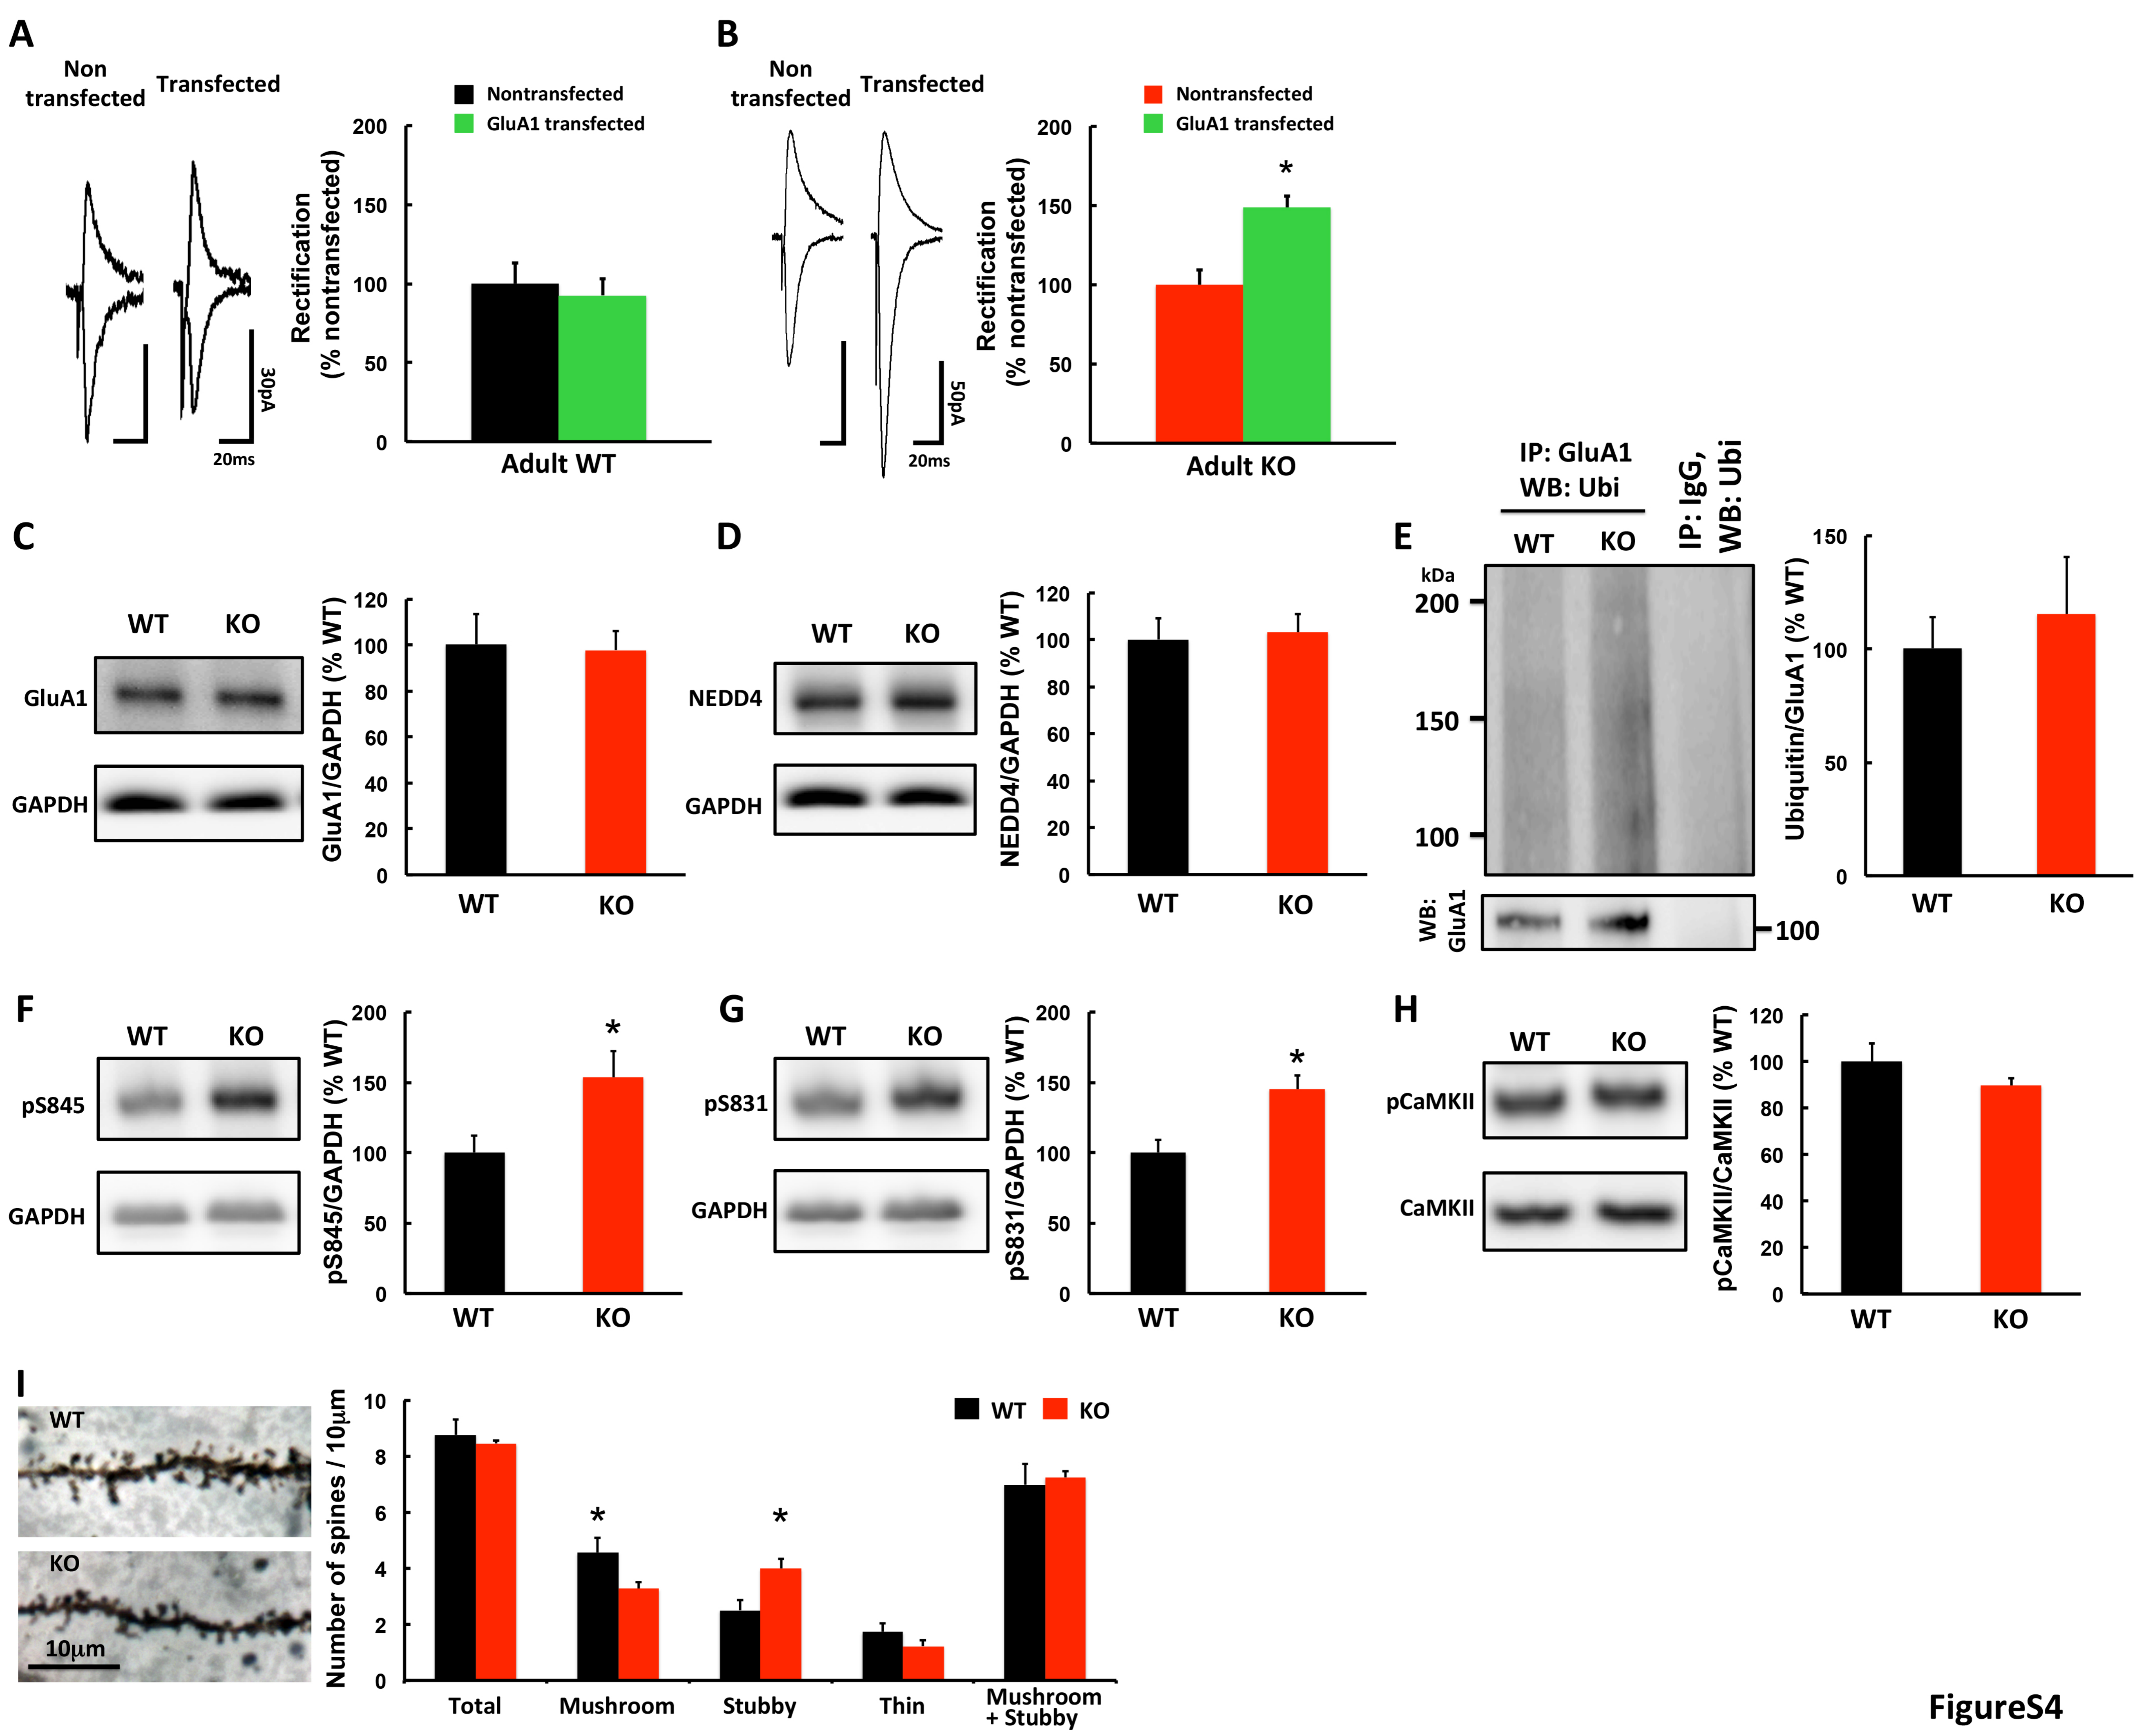 A
Non
transfected
Transfected
30pA
20ms
Nontransfected
GluA1 transfected
Rectification
(% nontransfected)
200
150
100
50
0
Adult WT
B
Non
transfected
Transfected
50pA
20ms
Nontransfected
GluA1 transfected
Rectification
(% nontransfected)
200
150
100
50
0
*
Adult KO
C
WT KO
GluA1
GAPDH
GluA1/GAPDH (% WT)
120
100
80
60
40
20
0
WT KO
D
WT KO
NEDD4
GAPDH
NEDD4/GAPDH (% WT)
120
100
80
60
40
20
0
WT KO
E
IP: GluA1
WB: Ubi
IP: IgG,
WB: Ubi
WT KO
kDa
200
150
100
WB:
GluA1
100
Ubiquitin/GluA1 (% WT)
150
100
50
0
WT KO
F
WT KO
pS845
GAPDH
pS845/GAPDH (% WT)
200
150
100
50
0
*
WT KO
G
WT KO
pS831
GAPDH
pS831/GAPDH (% WT)
200
150
100
50
0
*
WT KO
H
WT KO
pCaMKII
CaMKII
pCaMKII/CaMKII (% WT)
120
100
80
60
40
20
0
WT KO
I
WT
KO
10μm
Number of spines / 10μm
10
8
6
4
2
0
WT KO
* *
Total Mushroom Stubby Thin Mushroom
+ Stubby
FigureS4